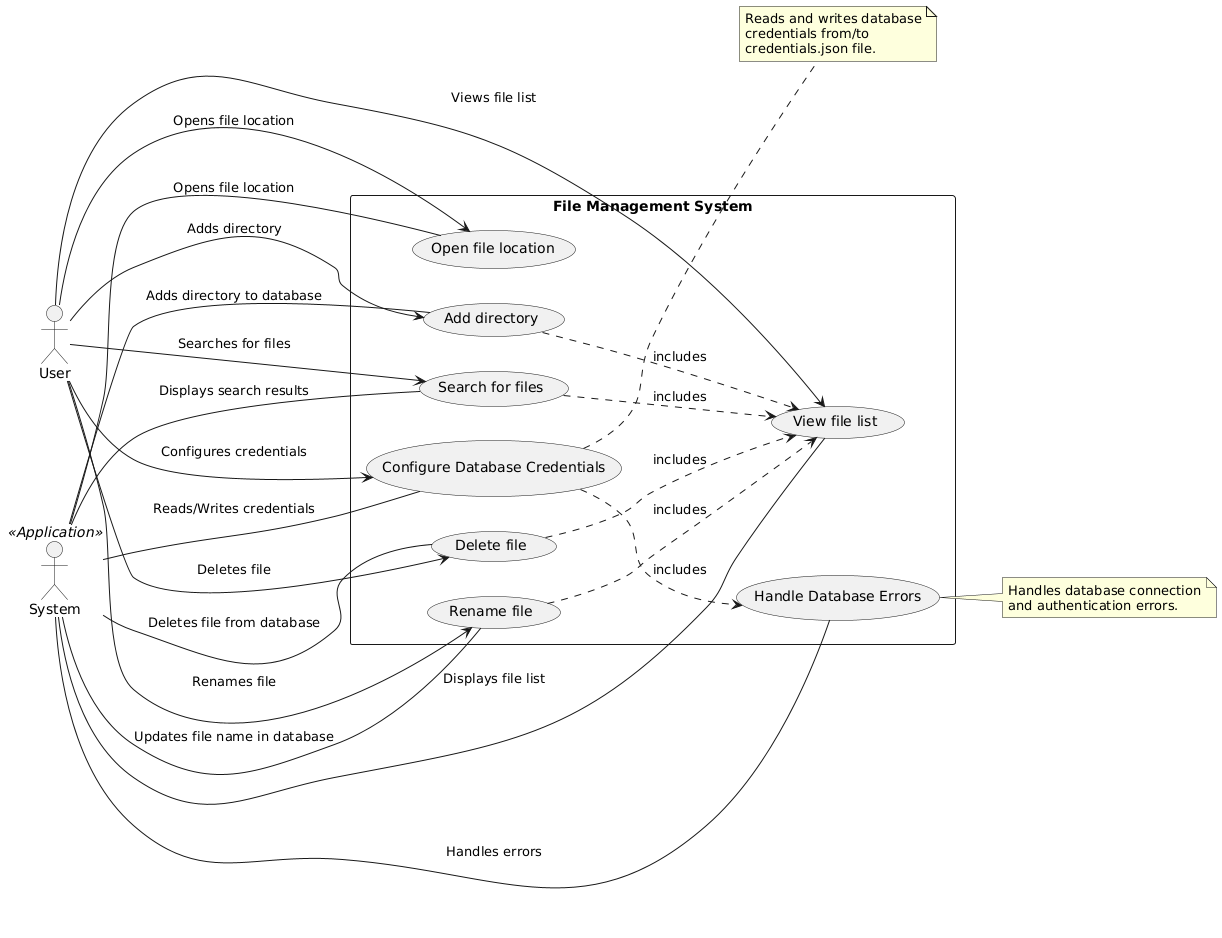 Reads and writes database
credentials from/to
credentials.json file.
Views file list
Opens file location
Opens file location
File Management System
Adds directory
Open file location
Adds directory to database
Add directory
User
Searches for files
includes
Displays search results
Search for files
includes
View file list
Configures credentials
Configure Database Credentials
includes
Reads/Writes credentials
includes
«Application»
System
Delete file
Deletes file
includes
Handle Database Errors
Handles database connection
and authentication errors.
Rename file
Deletes file from database
Renames file
Displays file list
Updates file name in database
Handles errors